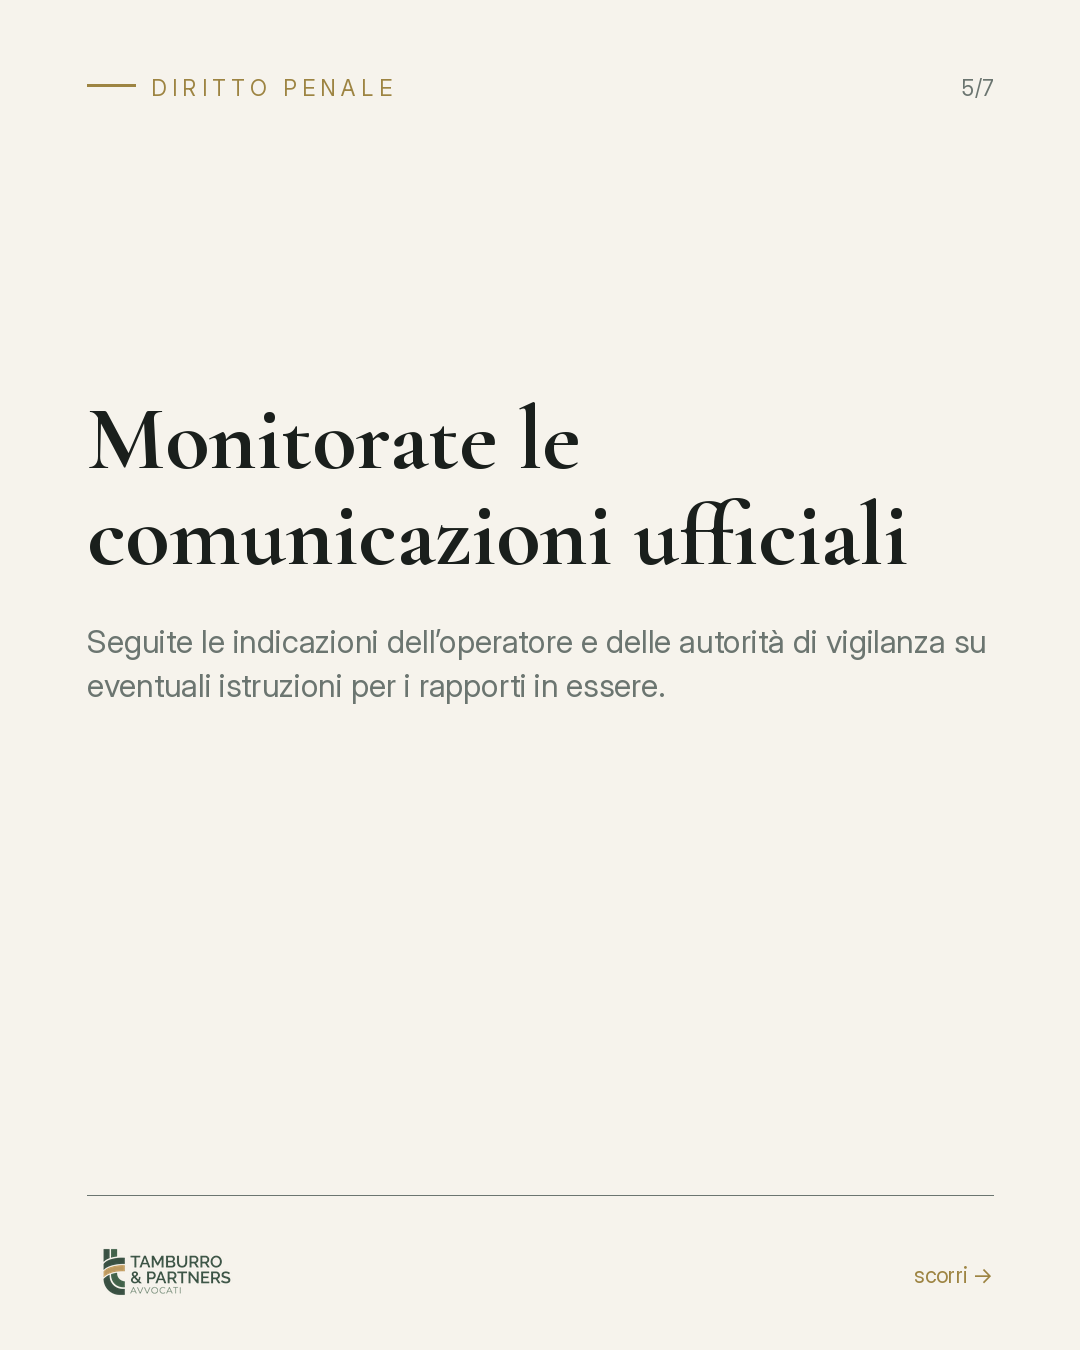 DIRITTO PENALE
5/7
Monitorate le
comunicazioni ufficiali
Seguite le indicazioni dell’operatore e delle autorità di vigilanza su
eventuali istruzioni per i rapporti in essere.
TAMBURRO
& PARTNERS
AVVOCATI
scorri →